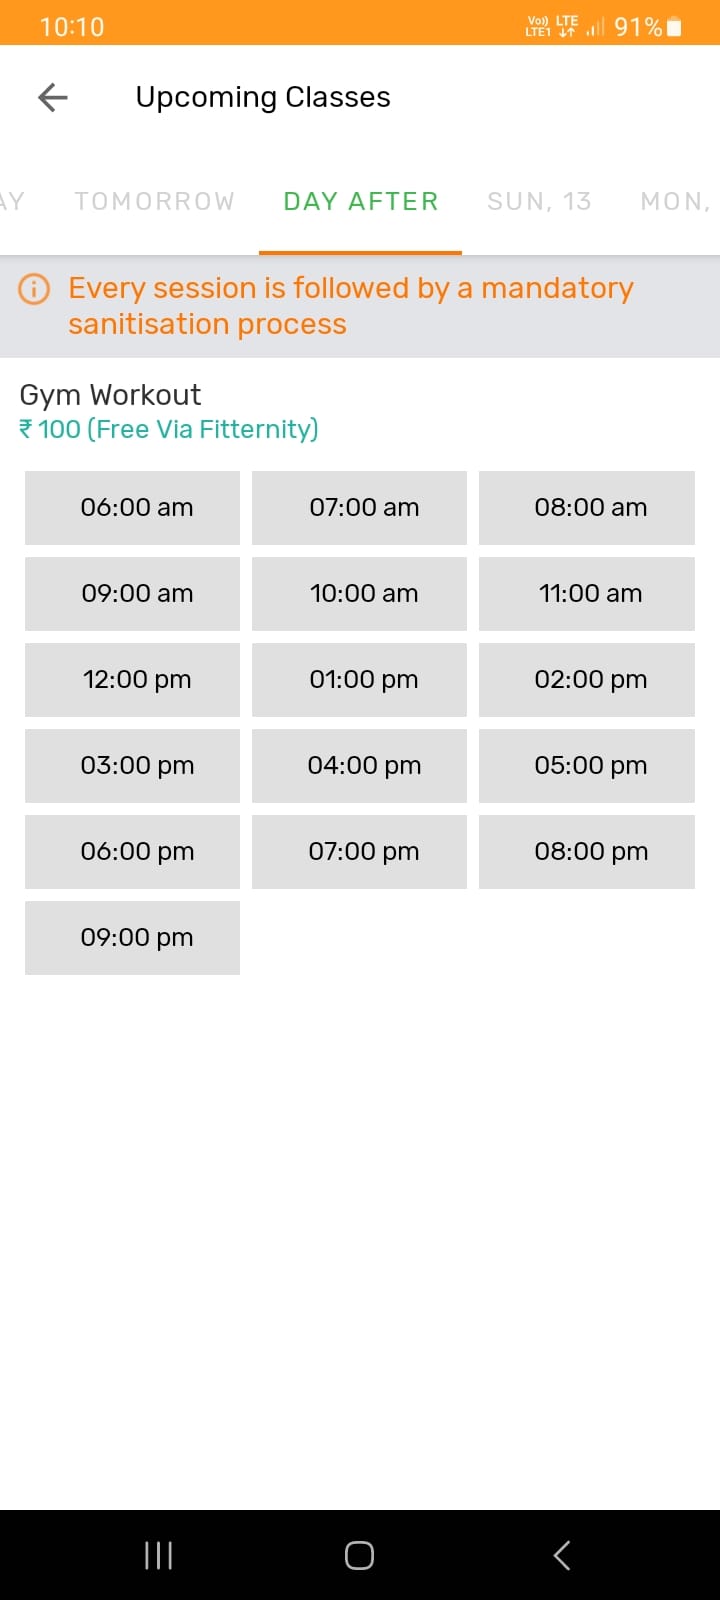 10:10 Vo)) LTE LTE1 91%
Upcoming Classes
AY TOMORROW DAY AFTER SUN, 13 MON,
Every session is followed by a mandatory
sanitisation process
Gym Workout
₹ 100 (Free Via Fitternity)
06:00 am 07:00 am 08:00 am
09:00 am 10:00 am 11:00 am
12:00 pm 01:00 pm 02:00 pm
03:00 pm 04:00 pm 05:00 pm
06:00 pm 07:00 pm 08:00 pm
09:00 pm